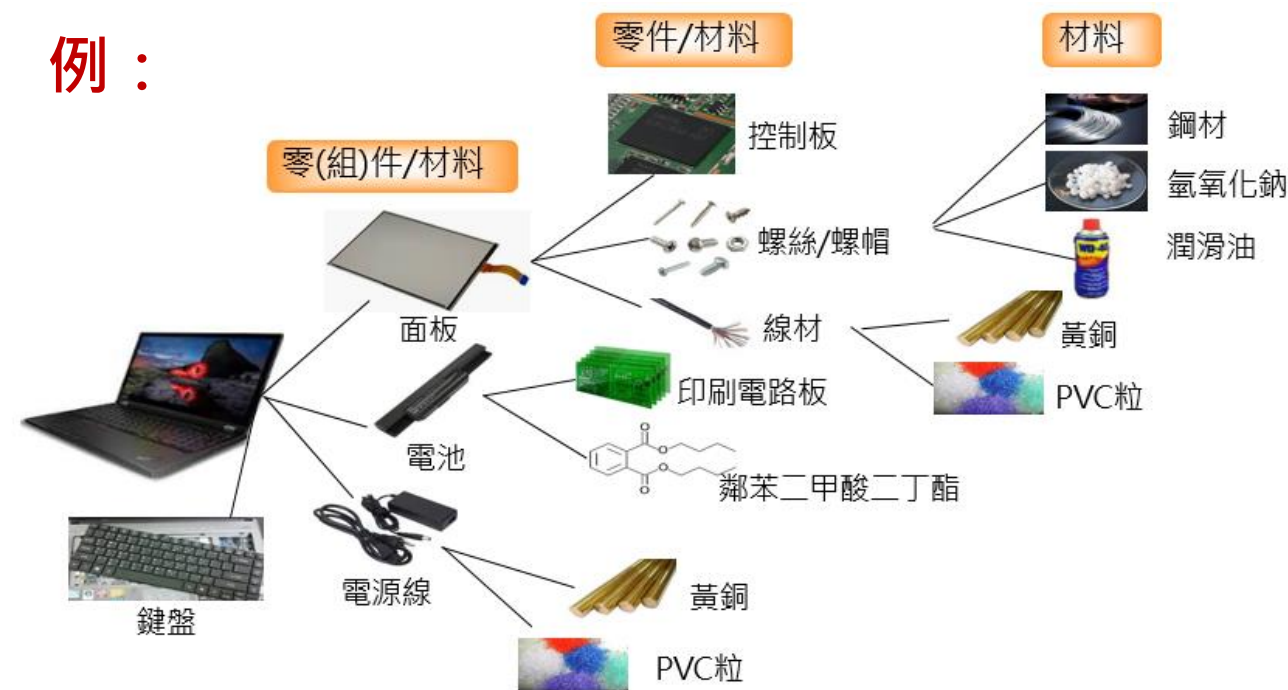 例：
零件/材料
材料
零(組)件/材料
控制板
鋼材
氫氧化鈉
螺絲/螺帽
潤滑油
WD-40
面板
線材
黃銅
印刷電路板
PVC粒
電池
O
O
O
O
鄰苯二甲酸二丁酯
電源線
黃銅
鍵盤
PVC粒